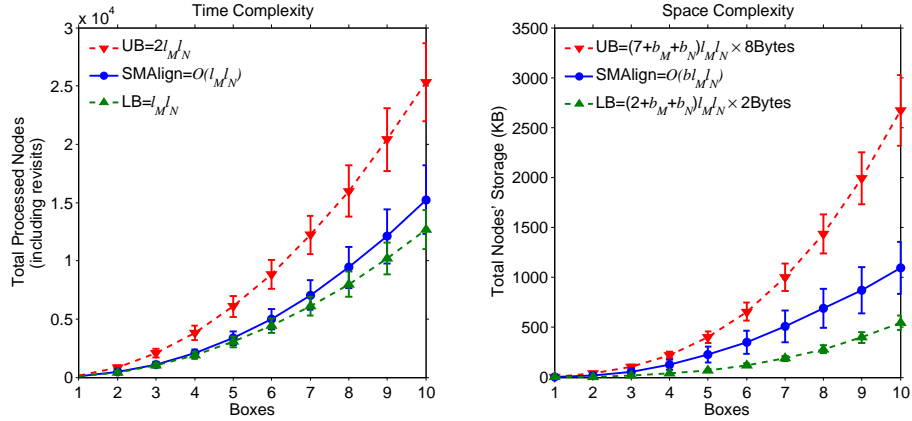 Time Complexity
x 10⁴
UB=2l_M l_N
SMAlign=O(l_M l_N)
LB=l_M l_N
3
2.5
2
1.5
1
0.5
0
Total Processed Nodes
(including revisits)
1 2 3 4 5 6 7 8 9 10
Boxes
Space Complexity
UB=(7+b_M+b_N)l_M l_N×8Bytes
SMAlign=O(bl_M l_N)
LB=(2+b_M+b_N)l_M l_N×2Bytes
3500
3000
2500
2000
1500
1000
500
0
Total Nodes' Storage (KB)
1 2 3 4 5 6 7 8 9 10
Boxes